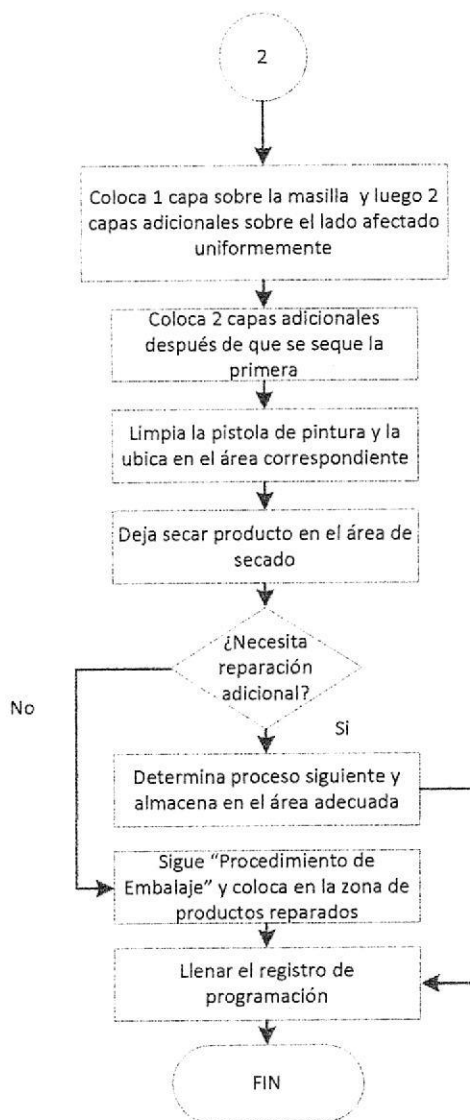 2
Coloca 1 capa sobre la masilla y luego 2
capas adicionales sobre el lado afectado
uniformemente
Coloca 2 capas adicionales
después de que se seque la
primera
Limpia la pistola de pintura y la
ubica en el área correspondiente
Deja secar producto en el área de
secado
¿Necesita
reparación
adicional?
No
Si
Determina proceso siguiente y
almacena en el área adecuada
Sigue “Procedimiento de
Embalaje” y coloca en la zona de
productos reparados
Llenar el registro de
programación
FIN